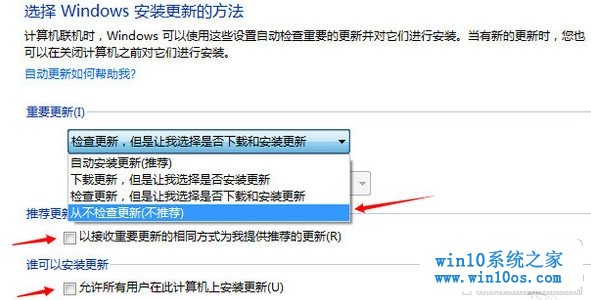 选择 Windows 安装更新的方法
计算机联机时，Windows 可以使用这些设置自动检查重要的更新并对它们进行安装。当有新的更新时，您也
可以在关闭计算机之前对它们进行安装。
自动更新如何帮助我?
重要更新(I)
检查更新，但是让我选择是否下载和安装更新
自动安装更新(推荐)
下载更新，但是让我选择是否安装更新
检查更新，但是让我选择是否下载和安装更新
从不检查更新(不推荐)
推荐更新
以接收重要更新的相同方式为我提供推荐的更新(R)
谁可以安装更新
允许所有用户在此计算机上安装更新(U)
win10系统之家
www.win10os.com